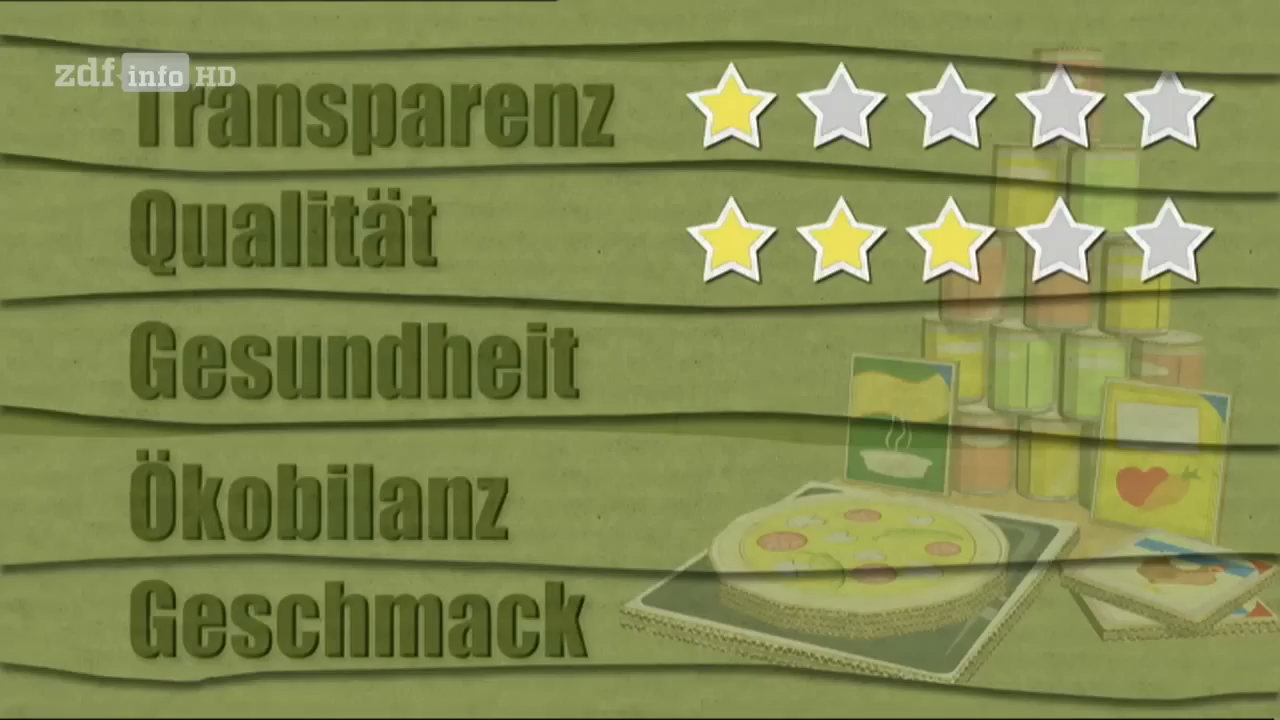 zdf info HD
Transparenz
Qualität
Gesundheit
Ökobilanz
Geschmack